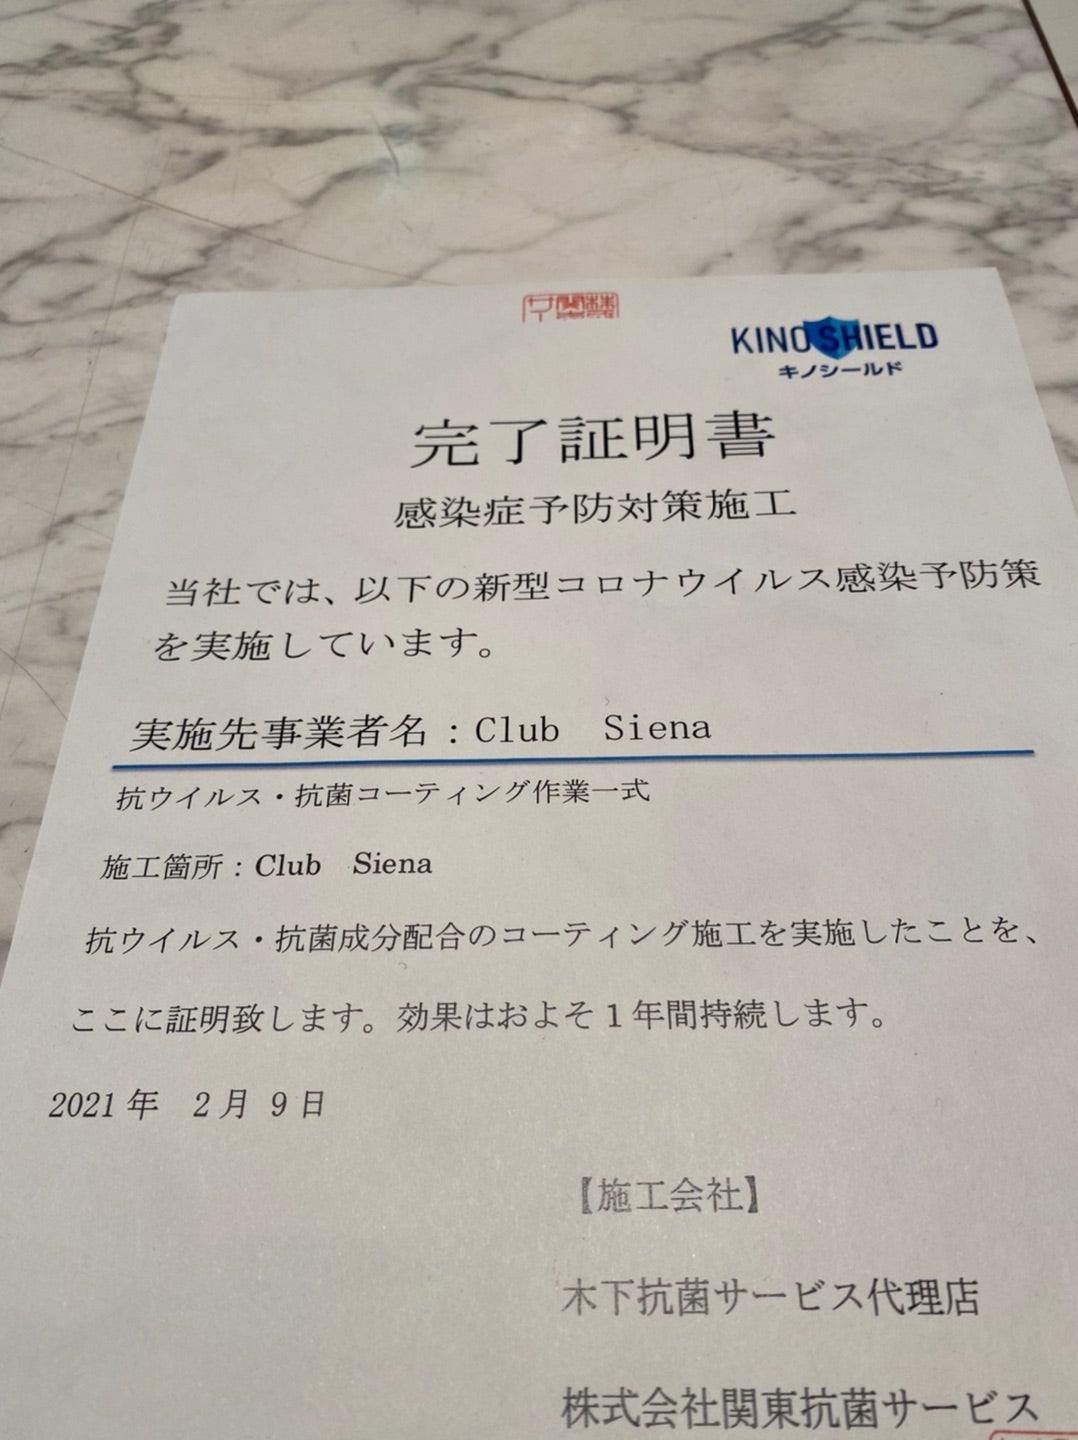 KINO SHIELD
キノシールド
完了証明書
感染症予防対策施工
当社では、以下の新型コロナウイルス感染予防策
を実施しています。
実施先事業者名：Club　Siena
抗ウイルス・抗菌コーティング作業一式
施工箇所：Club　Siena
抗ウイルス・抗菌成分配合のコーティング施工を実施したことを、
ここに証明致します。効果はおよそ１年間持続します。
2021 年　2 月 9 日
【施工会社】
木下抗菌サービス代理店
株式会社関東抗菌サービス